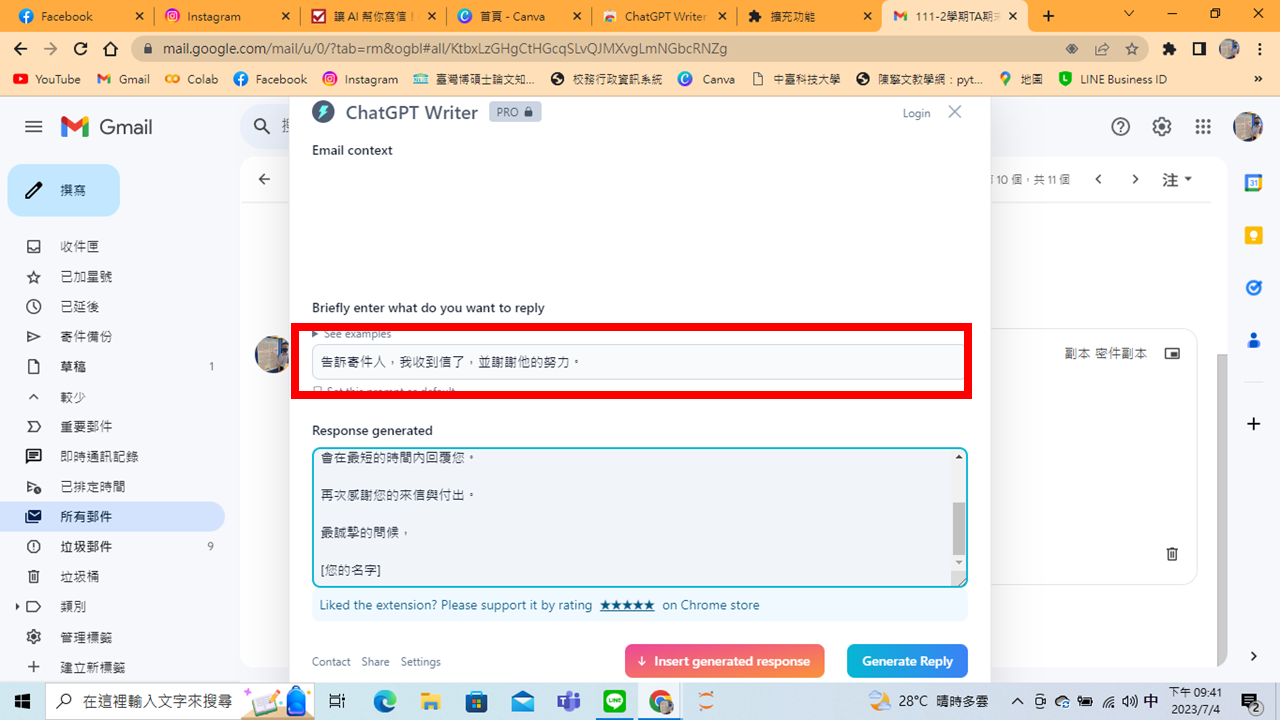 Facebook
Instagram
讓 AI 幫你寫信！
首頁 - Canva
ChatGPT Writer
擴充功能
111-2學期TA期末
mail.google.com/mail/u/0/?tab=rm&ogbl#all/KtbxLzGHgCtHGcqSLvQJMXvgLmNGbcRNZg
YouTube
Gmail
Colab
Facebook
Instagram
臺灣博碩士論文知...
校務行政資訊系統
Canva
中臺科技大學
陳擎文教學網：pyt...
地圖
LINE Business ID
»
Gmail
撰寫
收件匣
已加星號
已延後
寄件備份
草稿 1
較少
重要郵件
即時通訊記錄
已排定時間
所有郵件
垃圾郵件 9
垃圾桶
類別
管理標籤
建立新標籤
ChatGPT Writer
PRO
Login
Email context
10 個，共 11 個
注
Briefly enter what do you want to reply
See examples
告訴寄件人，我收到信了，並謝謝他的努力。
Set this prompt as default
副本 密件副本
Response generated
會在最短的時間內回覆您。
再次感謝您的來信與付出。
最誠摯的問候，
[您的名字]
Liked the extension? Please support it by rating ★★★★★ on Chrome store
Contact
Share
Settings
Insert generated response
Generate Reply
在這裡輸入文字來搜尋
28°C 晴時多雲
中
下午 09:41
2023/7/4
2